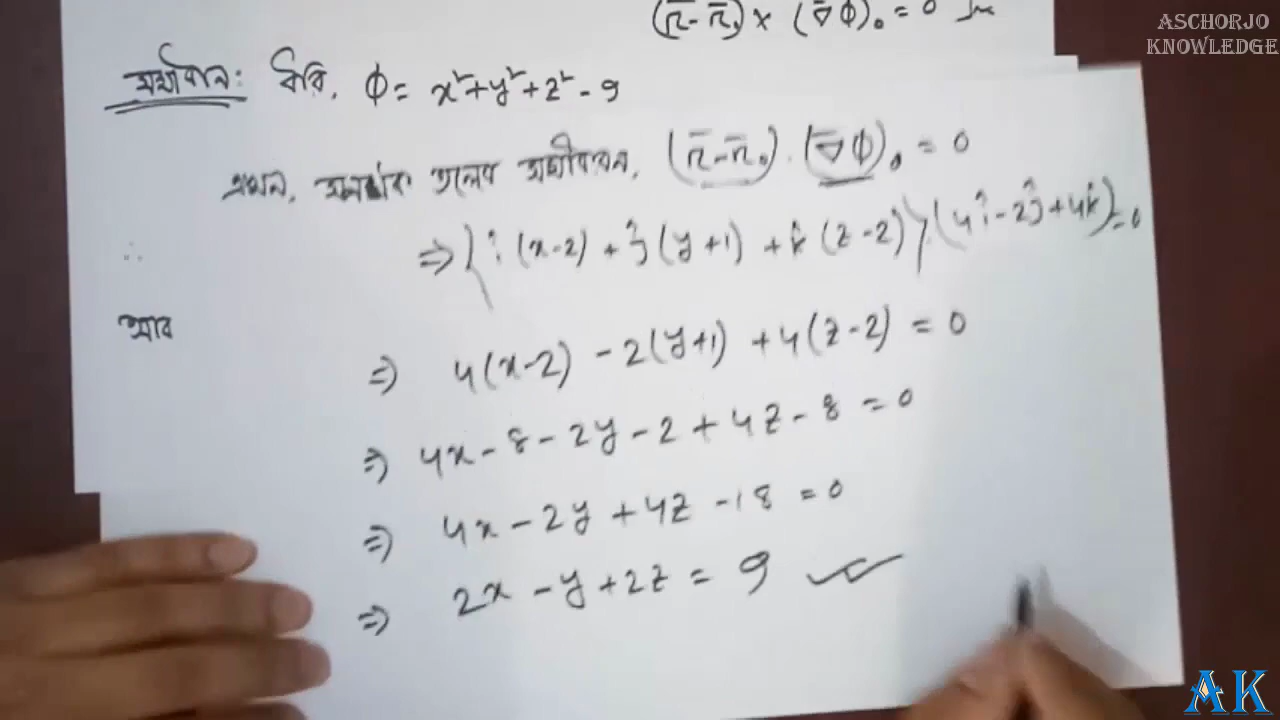 (r̄ - r̄₀) × (∇̄φ)₀ = 0
ASCHORJO
KNOWLEDGE
সমাধান: ধরি, φ = x² + y² + z² - 9
এখন, স্পর্শক তলের সমীকরণ, (r̄ - r̄₀) . (∇̄φ)₀ = 0
⇒ {î (x-2) + ĵ (y+1) + k̂ (z-2)}.(4î - 2ĵ + 4k̂) = 0
∴
আর
⇒ 4(x-2) - 2(y+1) + 4(z-2) = 0
⇒ 4x - 8 - 2y - 2 + 4z - 8 = 0
⇒ 4x - 2y + 4z - 18 = 0
⇒ 2x - y + 2z = 9
AK